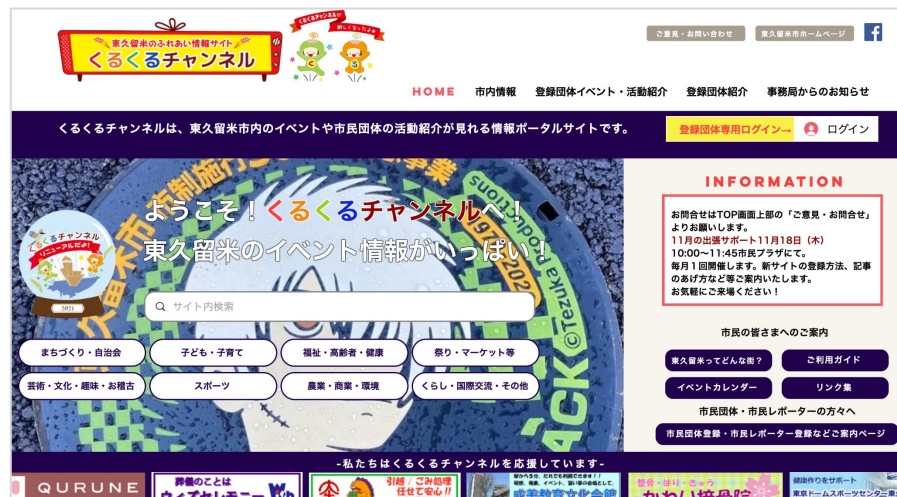 くるくるチャンネルが
新しくなったよ★
東久留米のふれあい情報サイト
くるくるチャンネル
ご意見・お問い合わせ
東久留米市ホームページ
HOME
市内情報
登録団体イベント・活動紹介
登録団体紹介
事務局からのお知らせ
くるくるチャンネルは、東久留米市内のイベントや市民団体の活動紹介が見れる情報ポータルサイトです。
登録団体専用ログイン→
ログイン
ようこそ！くるくるチャンネルへ！
東久留米のイベント情報がいっぱい！
くるくるチャンネル
リニューアルだよ！
2021
サイト内検索
まちづくり・自治会
子ども・子育て
福祉・高齢者・健康
祭り・マーケット等
芸術・文化・趣味・お稽古
スポーツ
農業・商業・環境
くらし・国際交流・その他
©Tezuka
INFORMATION
お問合せはTOP画面上部の「ご意見・お問合せ」
よりお願いします。
11月の出張サポート11月18日（木）
10:00〜11:45市民プラザにて。
毎月１回開催します。新サイトの登録方法、記事
のあげ方など等ご案内いたします。
お気軽にご来場ください！
市民の皆さまへのご案内
東久留米ってどんな街？
ご利用ガイド
イベントカレンダー
リンク集
市民団体・市民レポーターの方々へ
市民団体登録・市民レポーター登録などご案内ページ
-私たちはくるくるチャンネルを応援しています-
QURUNE
葬儀のことは
引越／ごみ処理
任せて安心!!
成美教育文化会館
整骨・はり・きゅう
健康作りをサポート